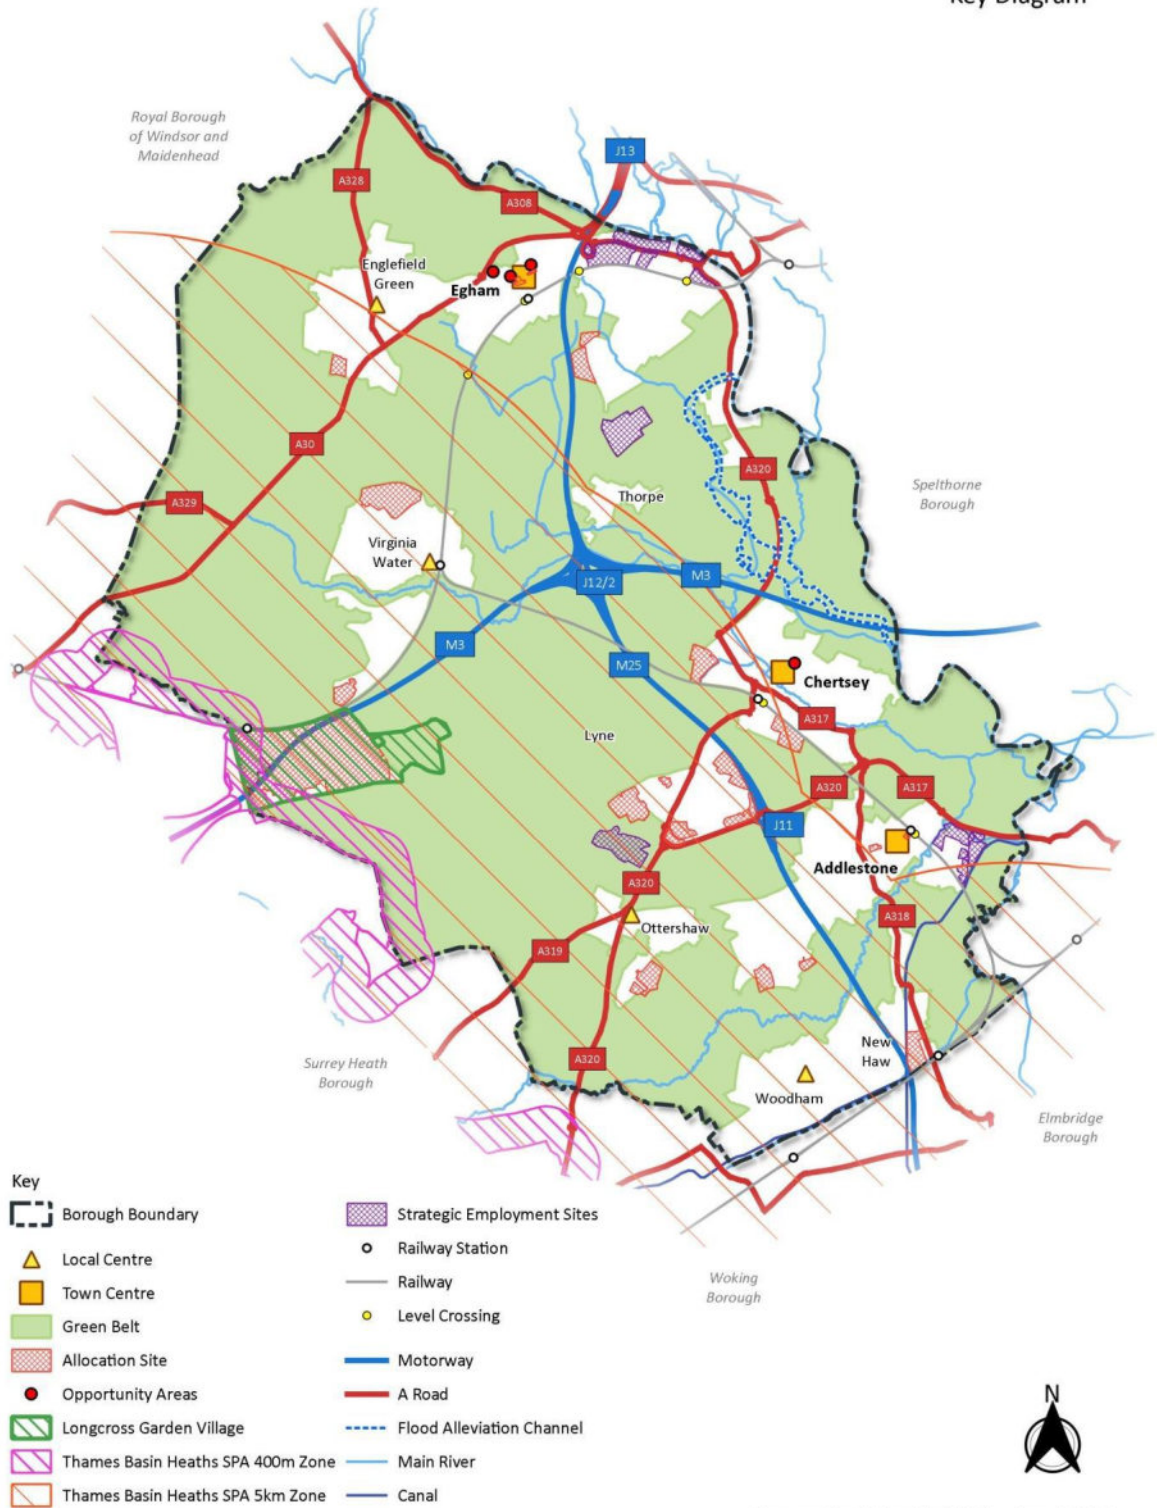 Key Diagram
Royal Borough
of Windsor and
Maidenhead
J13
A328
A308
Englefield
Green
Egham
A30
A320
A329
Spelthorne
Borough
Thorpe
Virginia
Water
J12/2
M3
M3
M25
Chertsey
A317
Lyne
A320
A317
J11
Addlestone
A320
A318
Ottershaw
A319
New
Haw
A320
Surrey Heath
Borough
Woodham
Elmbridge
Borough
Woking
Borough
Key
Borough Boundary
Local Centre
Town Centre
Green Belt
Allocation Site
Opportunity Areas
Longcross Garden Village
Thames Basin Heaths SPA 400m Zone
Thames Basin Heaths SPA 5km Zone
Strategic Employment Sites
Railway Station
Railway
Level Crossing
Motorway
A Road
Flood Alleviation Channel
Main River
Canal
N